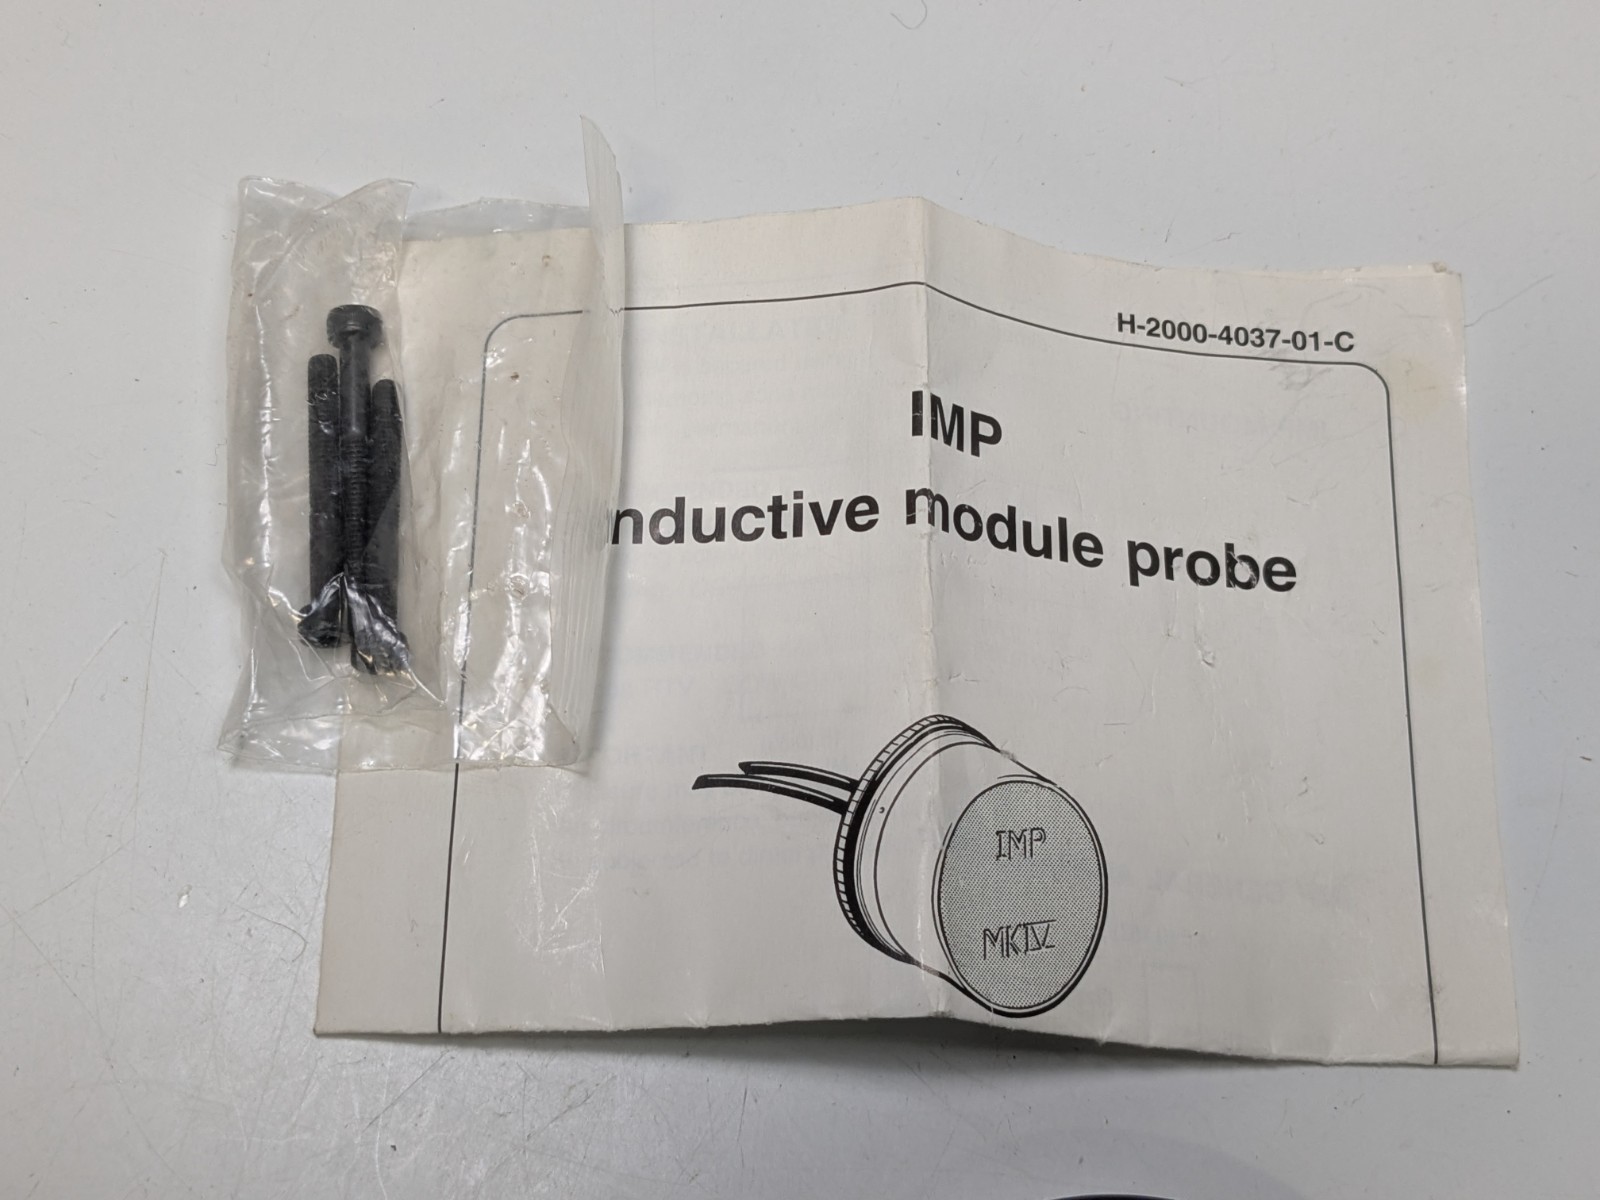 H-2000-4037-01-C
IMP
nductive module probe
IMP
MKIV